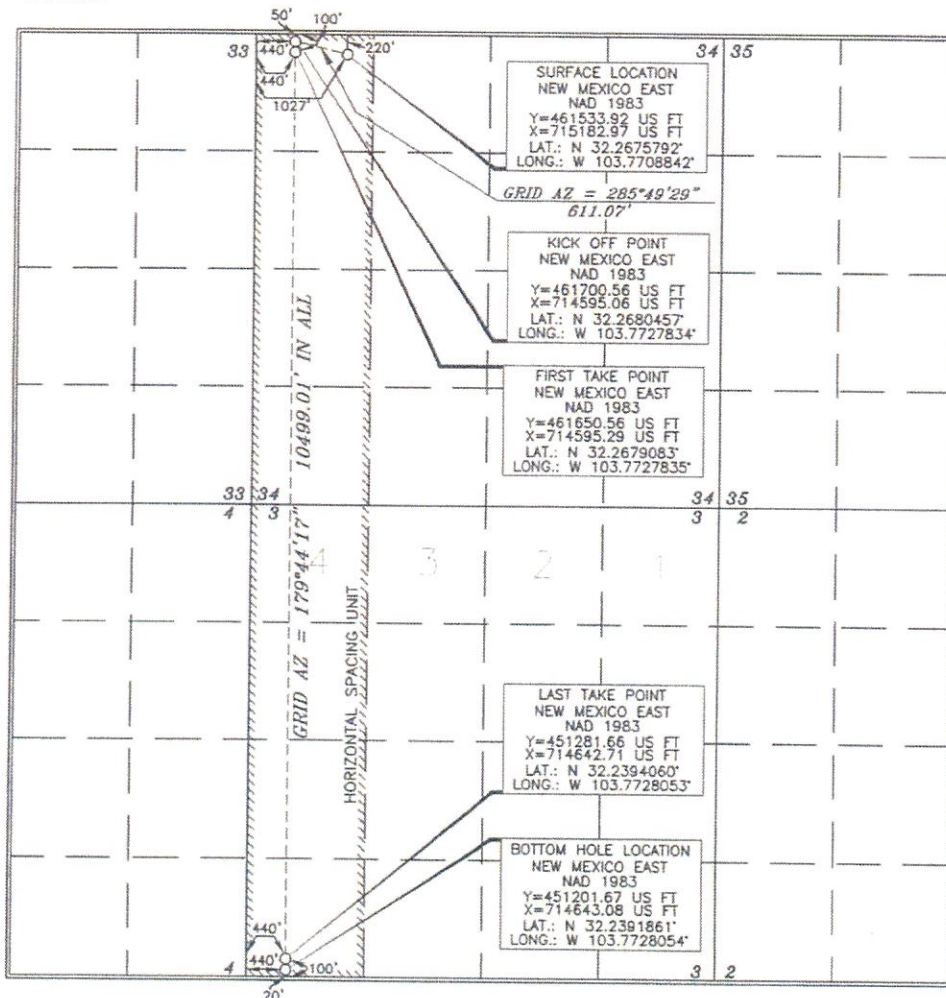 50'
100'
33
440'
220'
34
35
440'
1027'
SURFACE LOCATION
NEW MEXICO EAST
NAD 1983
Y=461533.92 US FT
X=715182.97 US FT
LAT.: N 32.2675792°
LONG.: W 103.7708842°
GRID AZ = 285°49'29"
611.07'
KICK OFF POINT
NEW MEXICO EAST
NAD 1983
Y=461700.56 US FT
X=714595.06 US FT
LAT.: N 32.2680457°
LONG.: W 103.7727834°
FIRST TAKE POINT
NEW MEXICO EAST
NAD 1983
Y=461650.56 US FT
X=714595.29 US FT
LAT.: N 32.2679083°
LONG.: W 103.7727835°
GRID AZ = 179°44'17" 10499.01' IN ALL
33 34
4 3
34 35
3 2
4 3 2 1
HORIZONTAL SPACING UNIT
LAST TAKE POINT
NEW MEXICO EAST
NAD 1983
Y=451281.66 US FT
X=714642.71 US FT
LAT.: N 32.2394060°
LONG.: W 103.7728053°
BOTTOM HOLE LOCATION
NEW MEXICO EAST
NAD 1983
Y=451201.67 US FT
X=714643.08 US FT
LAT.: N 32.2391861°
LONG.: W 103.7728054°
440'
440'
100'
4
3 2
20'